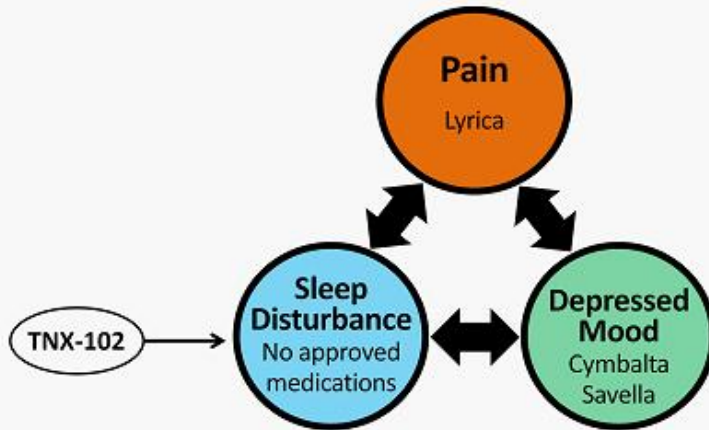 Pain
Lyrica
Sleep
Disturbance
No approved
medications
Depressed
Mood
Cymbalta
Savella
TNX-102